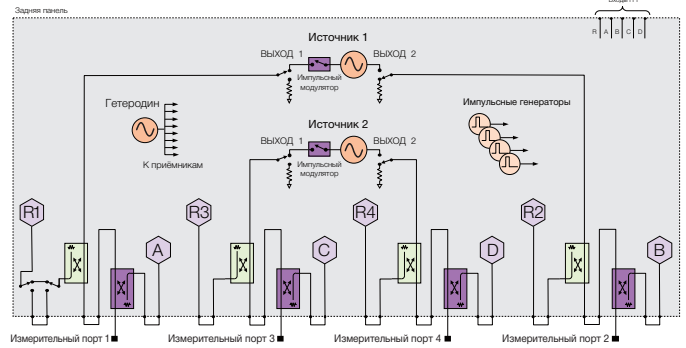 Задняя панель
R A B C D
Источник 1
ВЫХОД 1
ВЫХОД 2
Импульсный
модулятор
Гетеродин
К приёмникам
Импульсные генераторы
Источник 2
ВЫХОД 1
ВЫХОД 2
Импульсный
модулятор
R1
A
R3
C
R4
D
R2
B
Измерительный порт 1
Измерительный порт 3
Измерительный порт 4
Измерительный порт 2